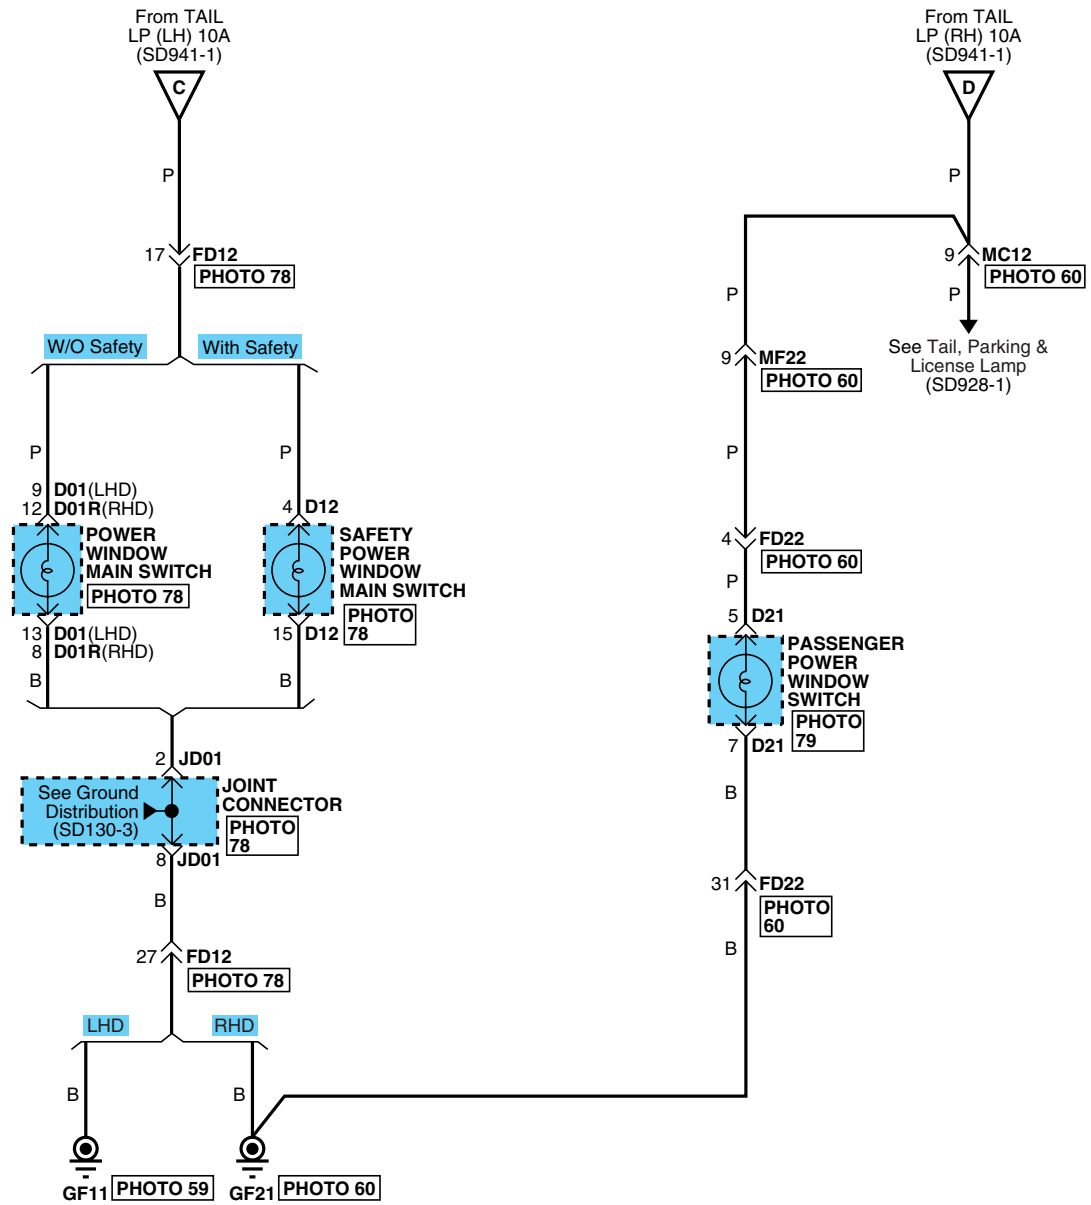 From TAIL
LP (LH) 10A
(SD941-1)
C
P
17 FD12
PHOTO 78
W/O Safety
With Safety
P
9 D01(LHD)
12 D01R(RHD)
POWER
WINDOW
MAIN SWITCH
PHOTO 78
13 D01(LHD)
8 D01R(RHD)
B
P
4 D12
SAFETY
POWER
WINDOW
MAIN SWITCH
PHOTO
78
15 D12
B
2 JD01
See Ground
Distribution
(SD130-3)
JOINT
CONNECTOR
PHOTO
78
8 JD01
B
27 FD12
PHOTO 78
LHD
RHD
B
B
GF11
PHOTO 59
GF21
PHOTO 60
From TAIL
LP (RH) 10A
(SD941-1)
D
P
9 MC12
PHOTO 60
P
See Tail, Parking &
License Lamp
(SD928-1)
P
9 MF22
PHOTO 60
P
4 FD22
PHOTO 60
P
5 D21
PASSENGER
POWER
WINDOW
SWITCH
PHOTO
79
7 D21
B
31 FD22
PHOTO
60
B